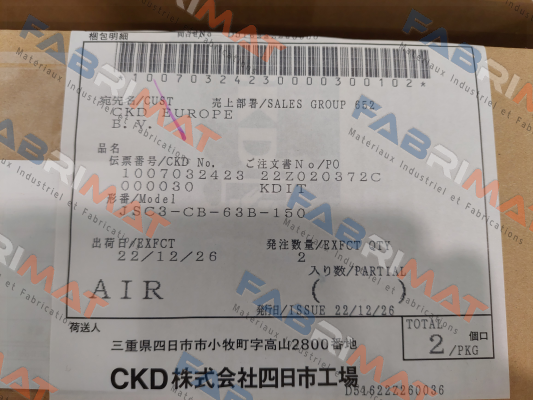 梱包明細
*10070324230000300102*
宛先名/CUST 売上部署/SALES GROUP 652
CKD EUROPE
B.V.
品名
伝票番号/CKD No. ご注文書No/PO
1007032423 22Z020372C
000030 KDIT
形番/Model
JSC3-CB-63B-150
出荷日/EXFCT 発注数量/EXFCT QTY
22/12/26 2
入り数/PARTIAL
AIR ( )
発行日/ISSUE 22/12/26
荷送人 TOTAL
2/PKG 個口
三重県四日市市小牧町字高山2800番地
CKD株式会社四日市工場
D51622Z260036
FABRIMAT
Matériaux Industriel et Fabrications